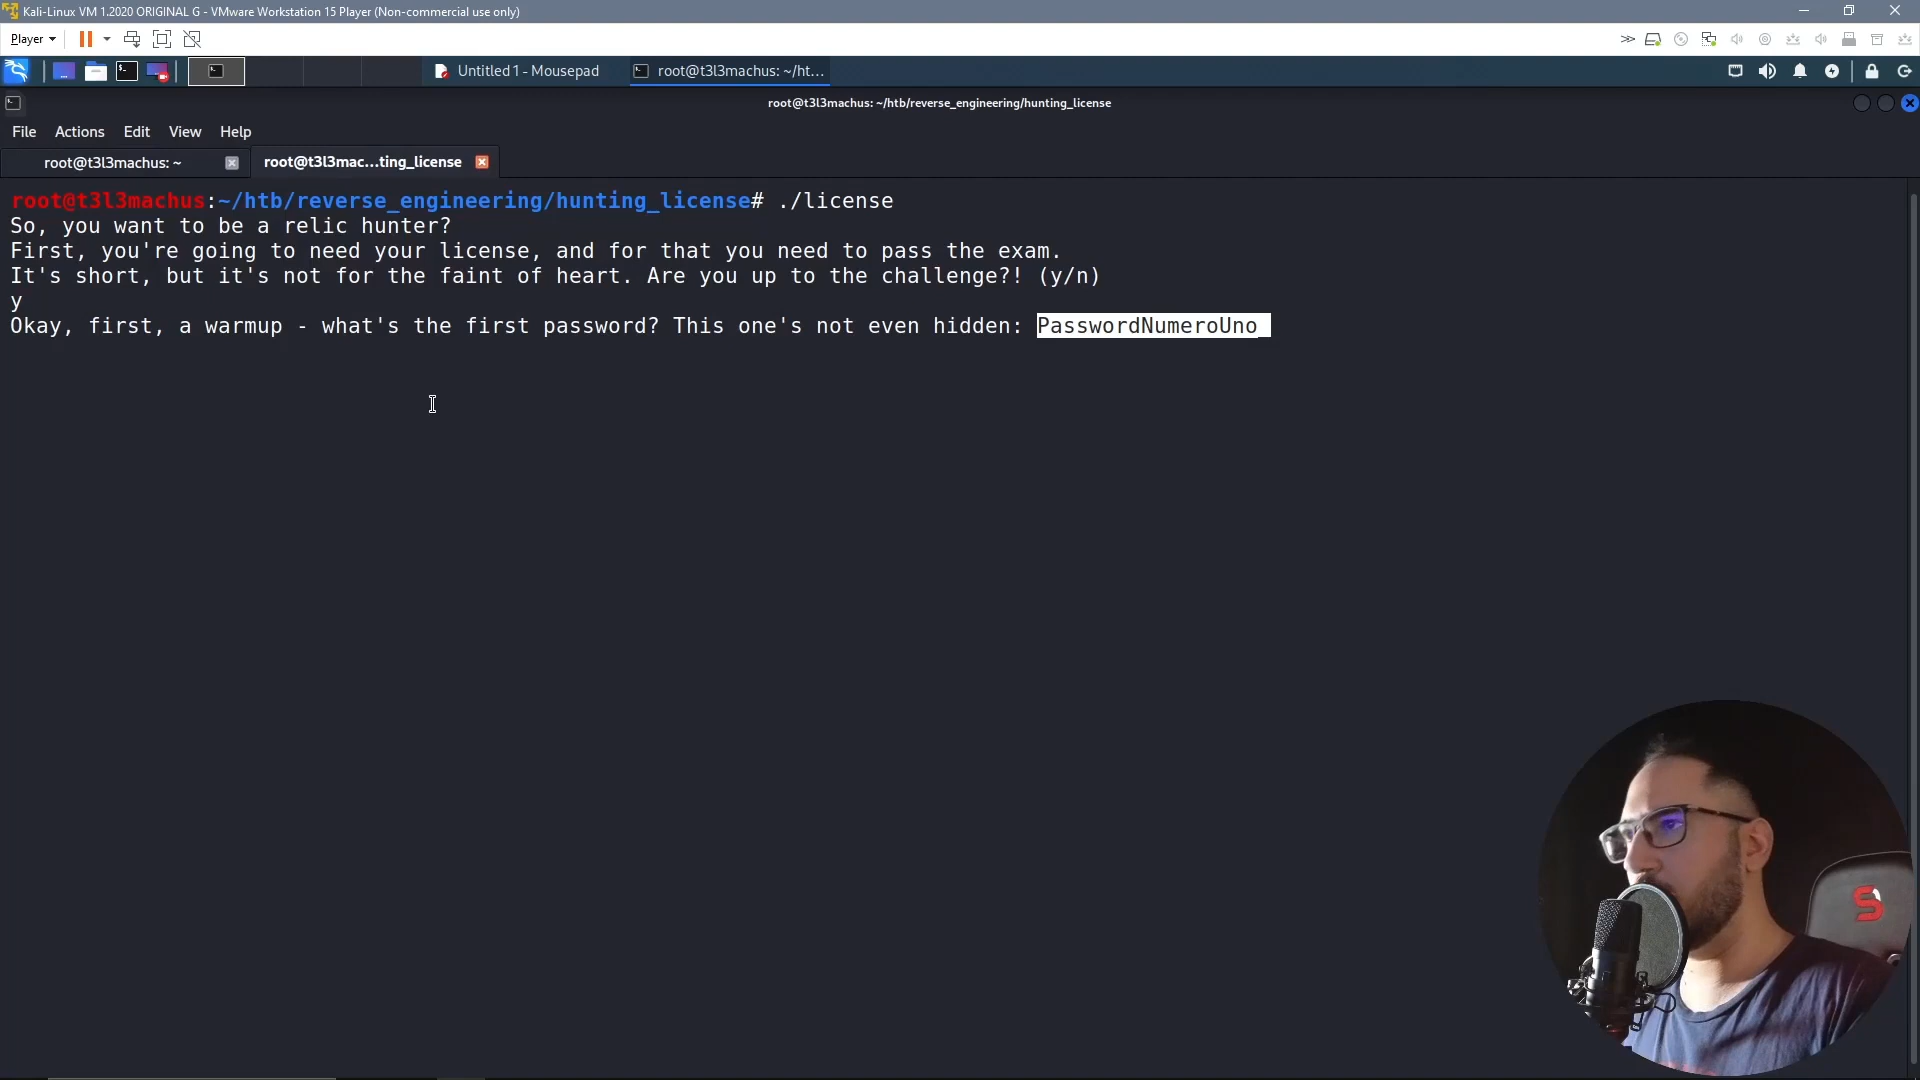 Kali-Linux VM 1.2020 ORIGINAL G - VMware Workstation 15 Player (Non-commercial use only)
Player
Untitled 1 - Mousepad
root@t3l3machus: ~/ht...
root@t3l3machus: ~/htb/reverse_engineering/hunting_license
File Actions Edit View Help
root@t3l3machus: ~
root@t3l3mac...ting_license
root@t3l3machus:~/htb/reverse_engineering/hunting_license# ./license
So, you want to be a relic hunter?
First, you're going to need your license, and for that you need to pass the exam.
It's short, but it's not for the faint of heart. Are you up to the challenge?! (y/n)
y
Okay, first, a warmup - what's the first password? This one's not even hidden: PasswordNumeroUno
S